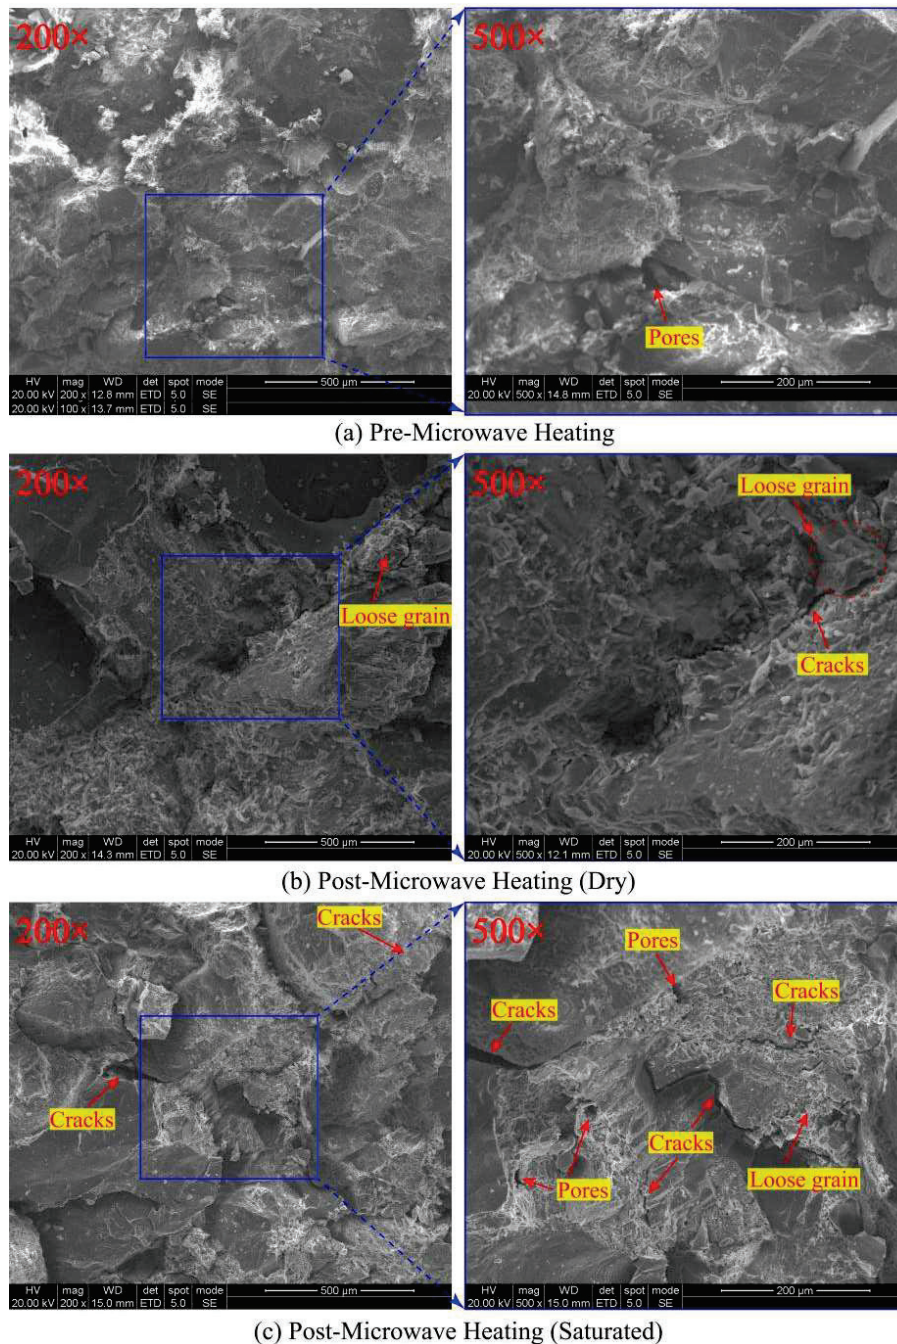 200×
500×
Pores
HV mag WD det spot mode
20.00 kV 200 x 12.8 mm ETD 5.0 SE
20.00 kV 100 x 13.7 mm ETD 5.0 SE
500 µm
HV mag WD det spot mode
20.00 kV 500 x 14.8 mm ETD 5.0 SE
200 µm
(a) Pre-Microwave Heating
200×
Loose grain
500×
Loose grain
Cracks
HV mag WD det spot mode
20.00 kV 200 x 14.3 mm ETD 5.0 SE
500 µm
HV mag WD det spot mode
20.00 kV 500 x 12.1 mm ETD 5.0 SE
200 µm
(b) Post-Microwave Heating (Dry)
200×
Cracks
Cracks
500×
Pores
Cracks
Cracks
Cracks
Pores
Loose grain
HV mag WD det spot mode
20.00 kV 200 x 15.0 mm ETD 5.0 SE
500 µm
HV mag WD det spot mode
20.00 kV 500 x 15.0 mm ETD 5.0 SE
200 µm
(c) Post-Microwave Heating (Saturated)